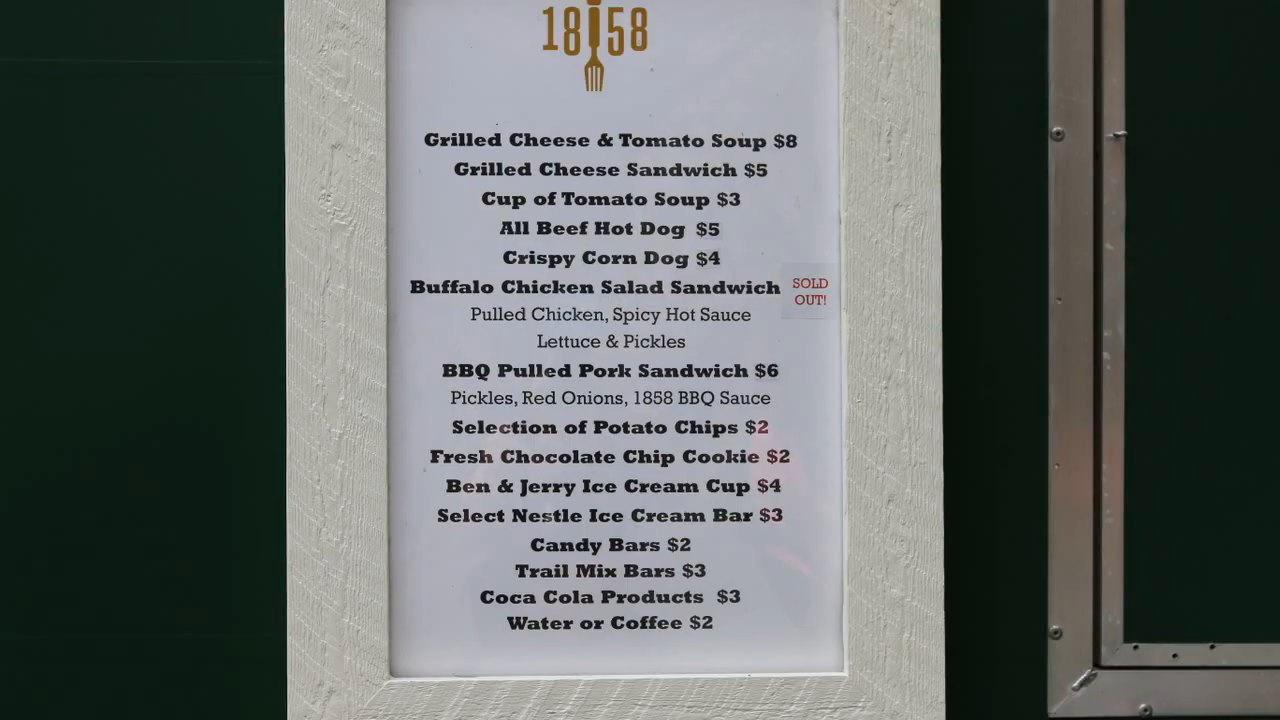 1858
Grilled Cheese & Tomato Soup $8
Grilled Cheese Sandwich $5
Cup of Tomato Soup $3
All Beef Hot Dog $5
Crispy Corn Dog $4
Buffalo Chicken Salad Sandwich
SOLD
OUT!
Pulled Chicken, Spicy Hot Sauce
Lettuce & Pickles
BBQ Pulled Pork Sandwich $6
Pickles, Red Onions, 1858 BBQ Sauce
Selection of Potato Chips $2
Fresh Chocolate Chip Cookie $2
Ben & Jerry Ice Cream Cup $4
Select Nestle Ice Cream Bar $3
Candy Bars $2
Trail Mix Bars $3
Coca Cola Products $3
Water or Coffee $2